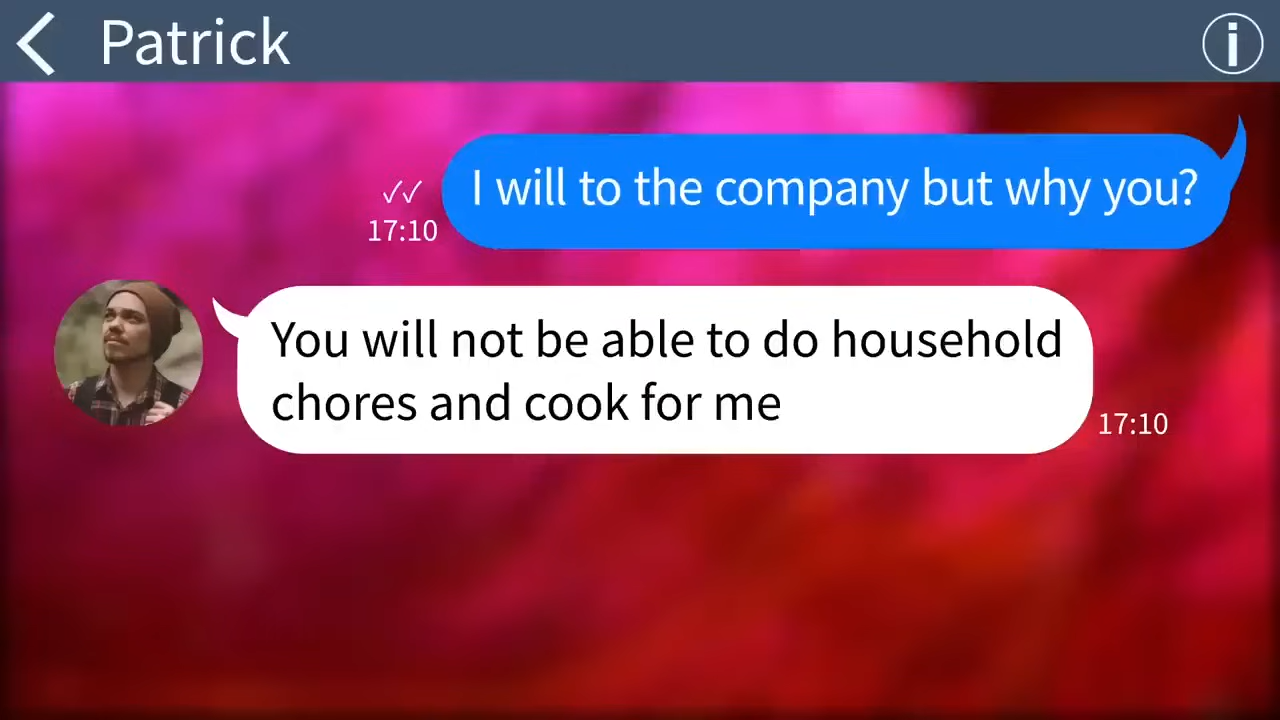 Patrick
i
I will to the company but why you?
✓✓
17:10
You will not be able to do household
chores and cook for me
17:10